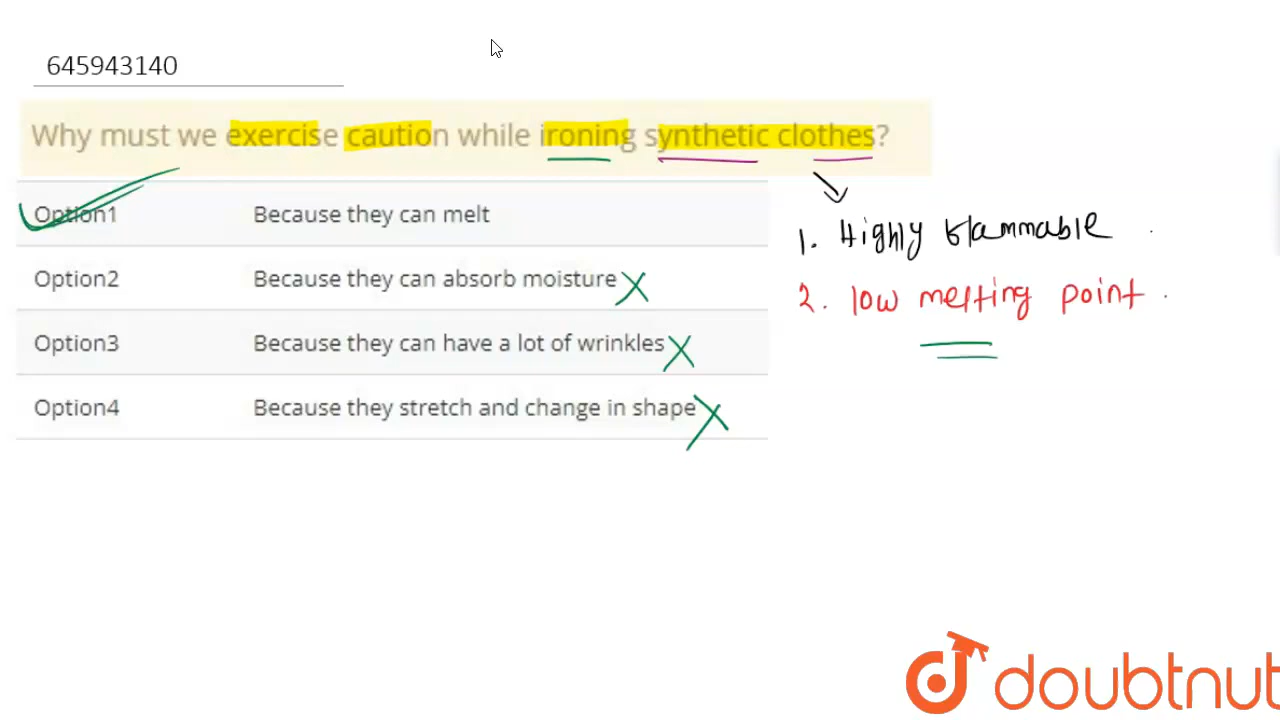 645943140
Why must we exercise caution while ironing synthetic clothes?
Option1 Because they can melt
Option2 Because they can absorb moisture
Option3 Because they can have a lot of wrinkles
Option4 Because they stretch and change in shape
1. Highly flammable
2. low melting point
doubtnut